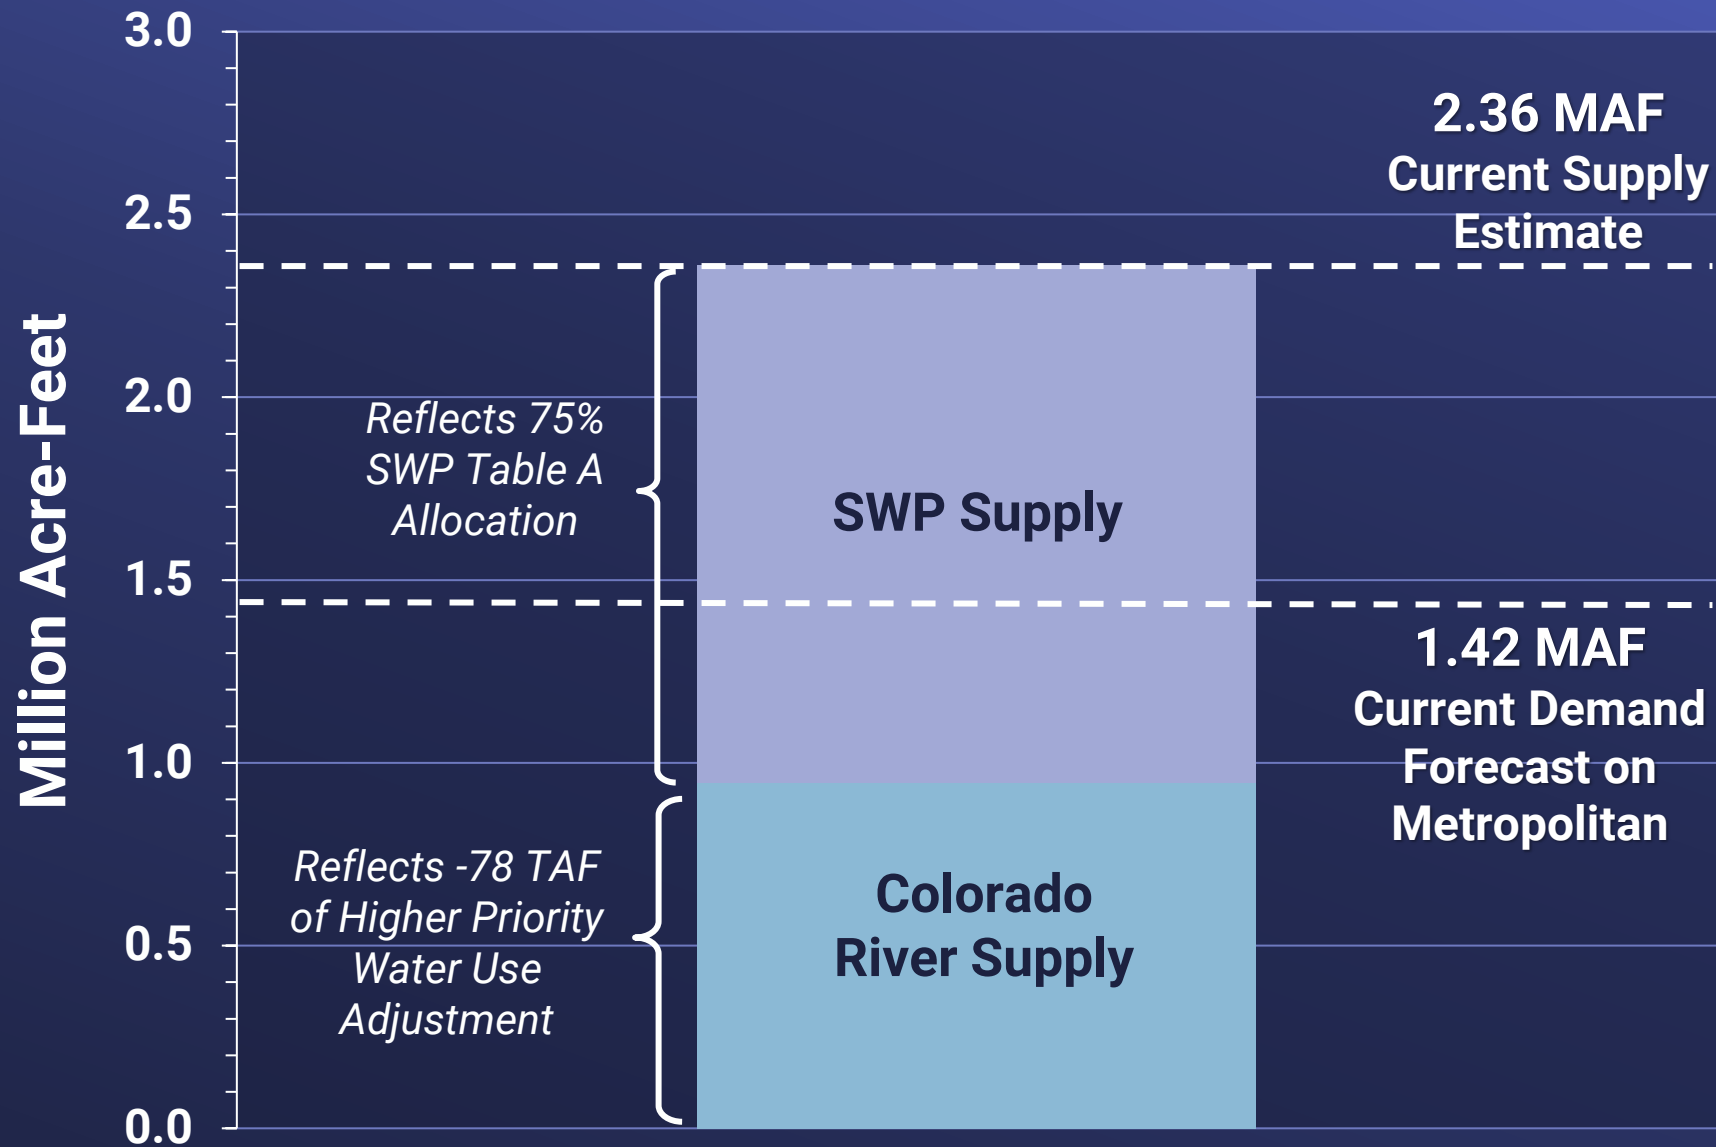 Million Acre-Feet
3.0
2.5
2.0
1.5
1.0
0.5
0.0
Reflects 75%
SWP Table A
Allocation
Reflects -78 TAF
of Higher Priority
Water Use
Adjustment
SWP Supply
Colorado
River Supply
2.36 MAF
Current Supply
Estimate
1.42 MAF
Current Demand
Forecast on
Metropolitan